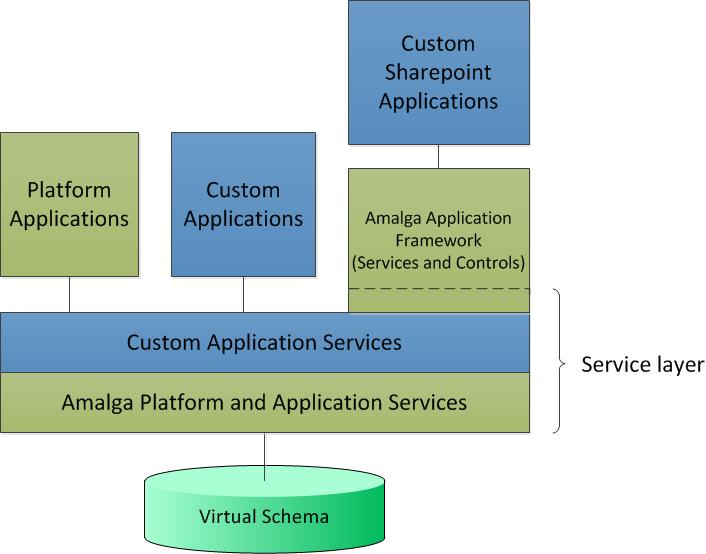 Custom
Sharepoint
Applications
Platform
Applications
Custom
Applications
Amalga Application
Framework
(Services and Controls)
Custom Application Services
Service layer
Amalga Platform and Application Services
Virtual Schema